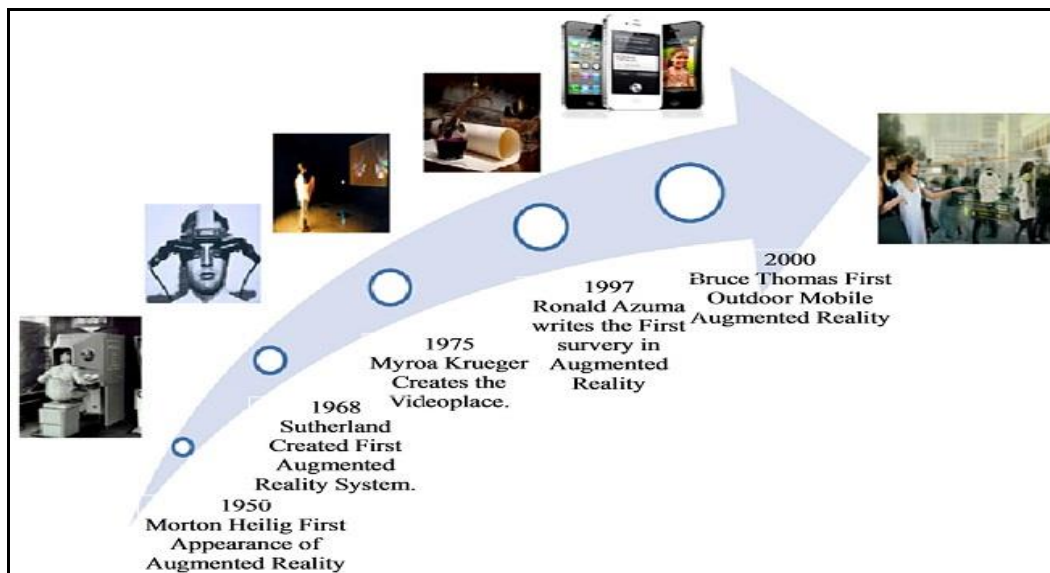 1950
Morton Heilig First
Appearance of
Augmented Reality
1968
Sutherland
Created First
Augmented
Reality System.
1975
Myroa Krueger
Creates the
Videoplace.
1997
Ronald Azuma
writes the First
survery in
Augmented
Reality
2000
Bruce Thomas First
Outdoor Mobile
Augmented Reality